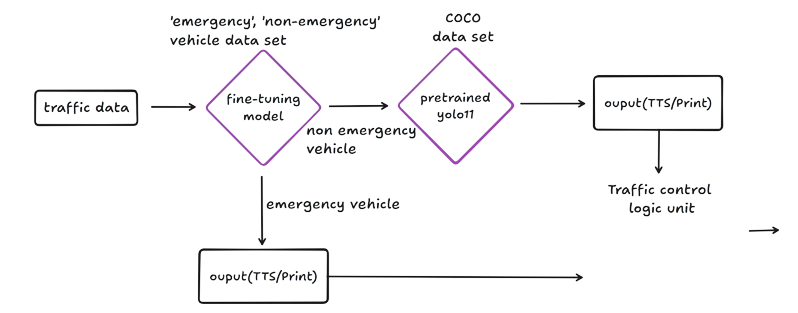 'emergency', 'non-emergency'
vehicle data set
COCO
data set
traffic data
fine-tuning
model
non emergency
vehicle
pretrained
yolo11
ouput(TTS/Print)
Traffic control
logic unit
emergency vehicle
ouput(TTS/Print)